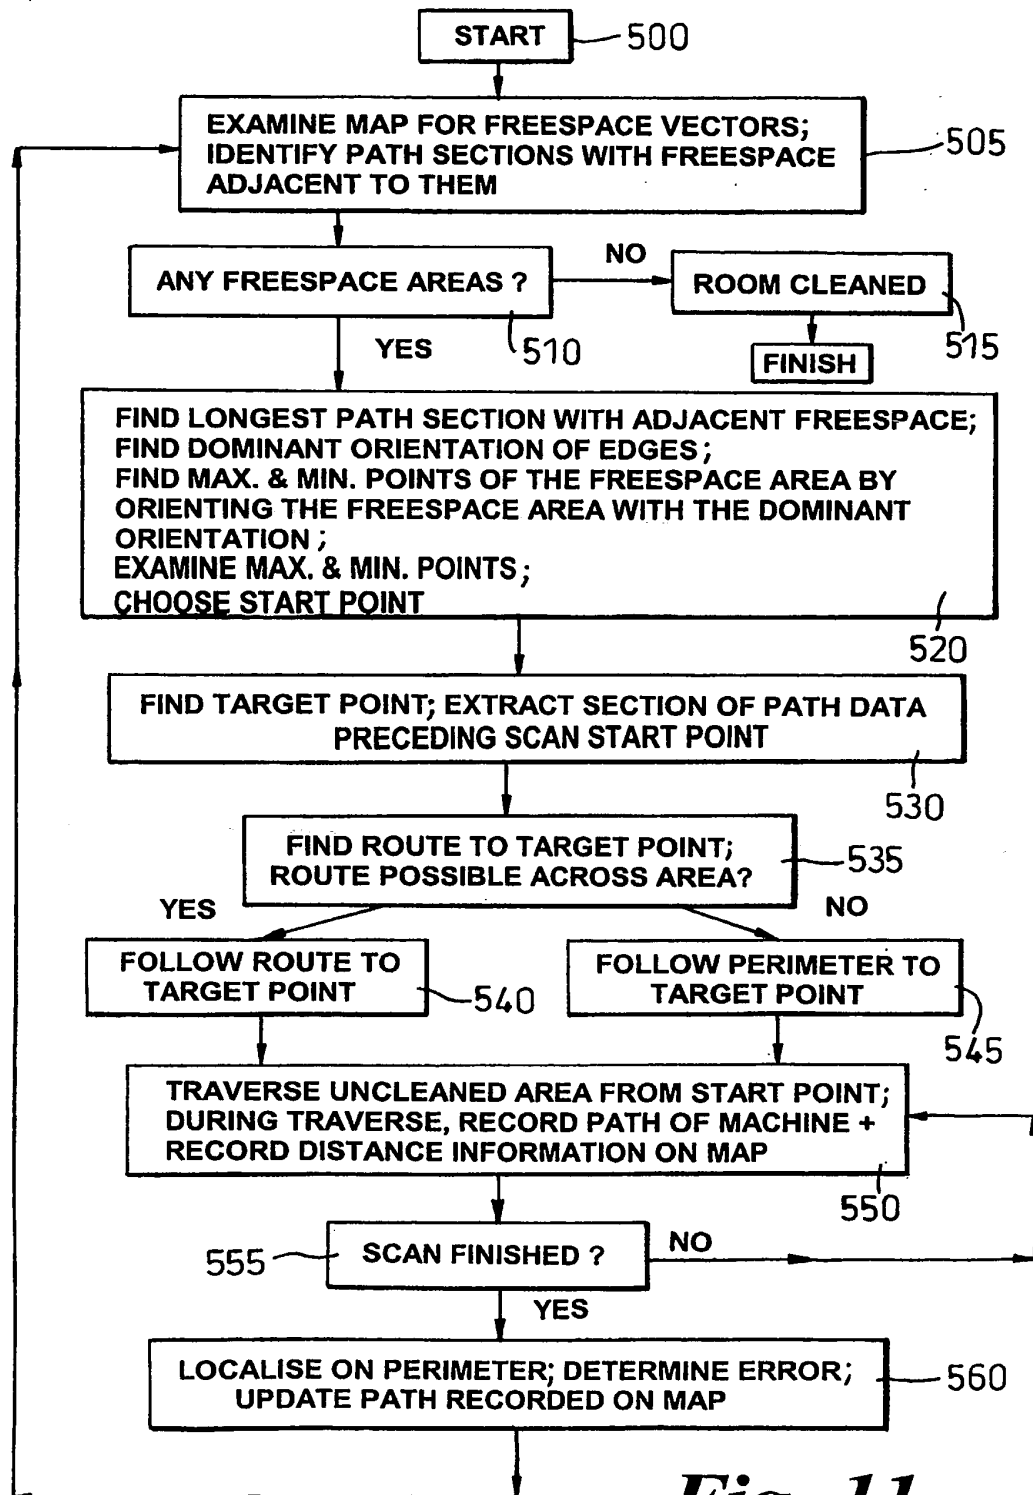 START
500
EXAMINE MAP FOR FREESPACE VECTORS;
IDENTIFY PATH SECTIONS WITH FREESPACE
ADJACENT TO THEM
505
ANY FREESPACE AREAS ?
510
NO
ROOM CLEANED
515
FINISH
YES
FIND LONGEST PATH SECTION WITH ADJACENT FREESPACE;
FIND DOMINANT ORIENTATION OF EDGES;
FIND MAX. & MIN. POINTS OF THE FREESPACE AREA BY
ORIENTING THE FREESPACE AREA WITH THE DOMINANT
ORIENTATION;
EXAMINE MAX. & MIN. POINTS;
CHOOSE START POINT
520
FIND TARGET POINT; EXTRACT SECTION OF PATH DATA
PRECEDING SCAN START POINT
530
FIND ROUTE TO TARGET POINT;
ROUTE POSSIBLE ACROSS AREA?
535
YES
NO
FOLLOW ROUTE TO
TARGET POINT
540
FOLLOW PERIMETER TO
TARGET POINT
545
TRAVERSE UNCLEANED AREA FROM START POINT;
DURING TRAVERSE, RECORD PATH OF MACHINE +
RECORD DISTANCE INFORMATION ON MAP
550
555
SCAN FINISHED ?
NO
YES
LOCALISE ON PERIMETER; DETERMINE ERROR;
UPDATE PATH RECORDED ON MAP
560
Fig. 11